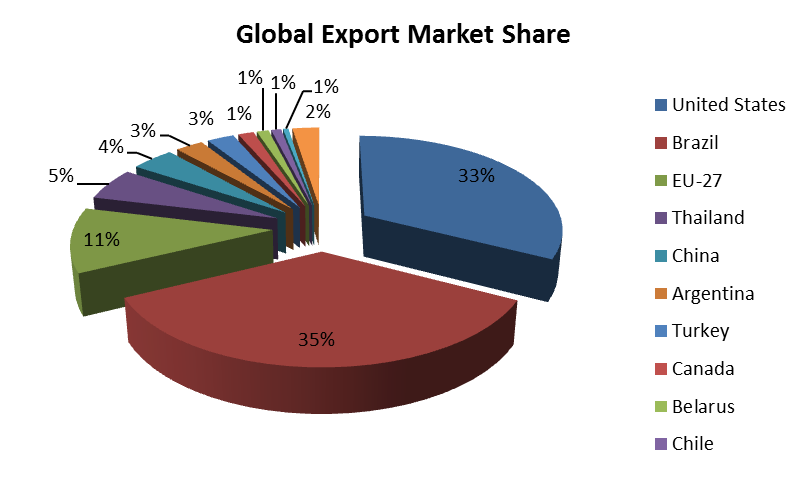 Global Export Market Share
1% 1% 1%
3% 3% 1% 2%
4%
5%
33%
11%
35%
United States
Brazil
EU-27
Thailand
China
Argentina
Turkey
Canada
Belarus
Chile